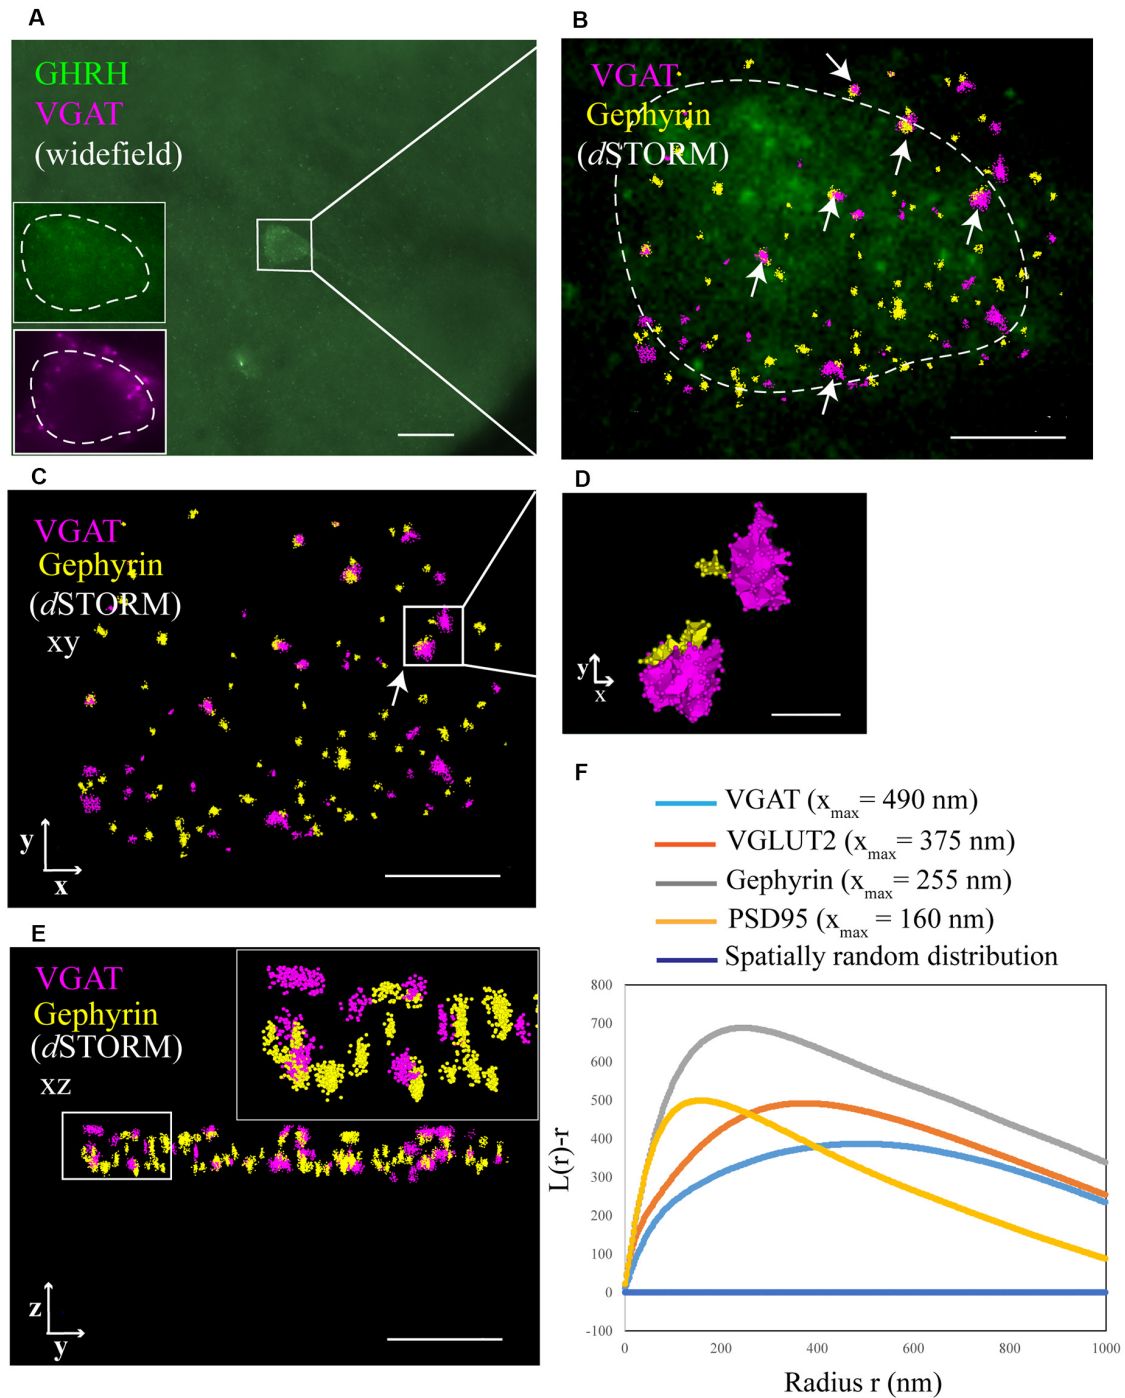 A
GHRH
VGAT
(widefield)
B
VGAT
Gephyrin
(dSTORM)
C
VGAT
Gephyrin
(dSTORM)
xy
y
x
D
y
x
E
VGAT
Gephyrin
(dSTORM)
xz
z
y
F
VGAT (xmax= 490 nm)
VGLUT2 (xmax= 375 nm)
Gephyrin (xmax= 255 nm)
PSD95 (xmax = 160 nm)
Spatially random distribution
800
700
600
500
400
300
200
100
0
-100
L(r)-r
0 200 400 600 800 1000
Radius r (nm)